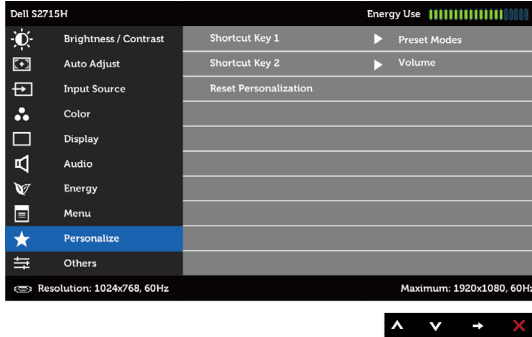 Dell S2715H
Energy Use
Brightness / Contrast
Shortcut Key 1
Preset Modes
Auto Adjust
Shortcut Key 2
Volume
Input Source
Reset Personalization
Color
Display
Audio
Energy
Menu
Personalize
Others
Resolution: 1024x768, 60Hz
Maximum: 1920x1080, 60Hz